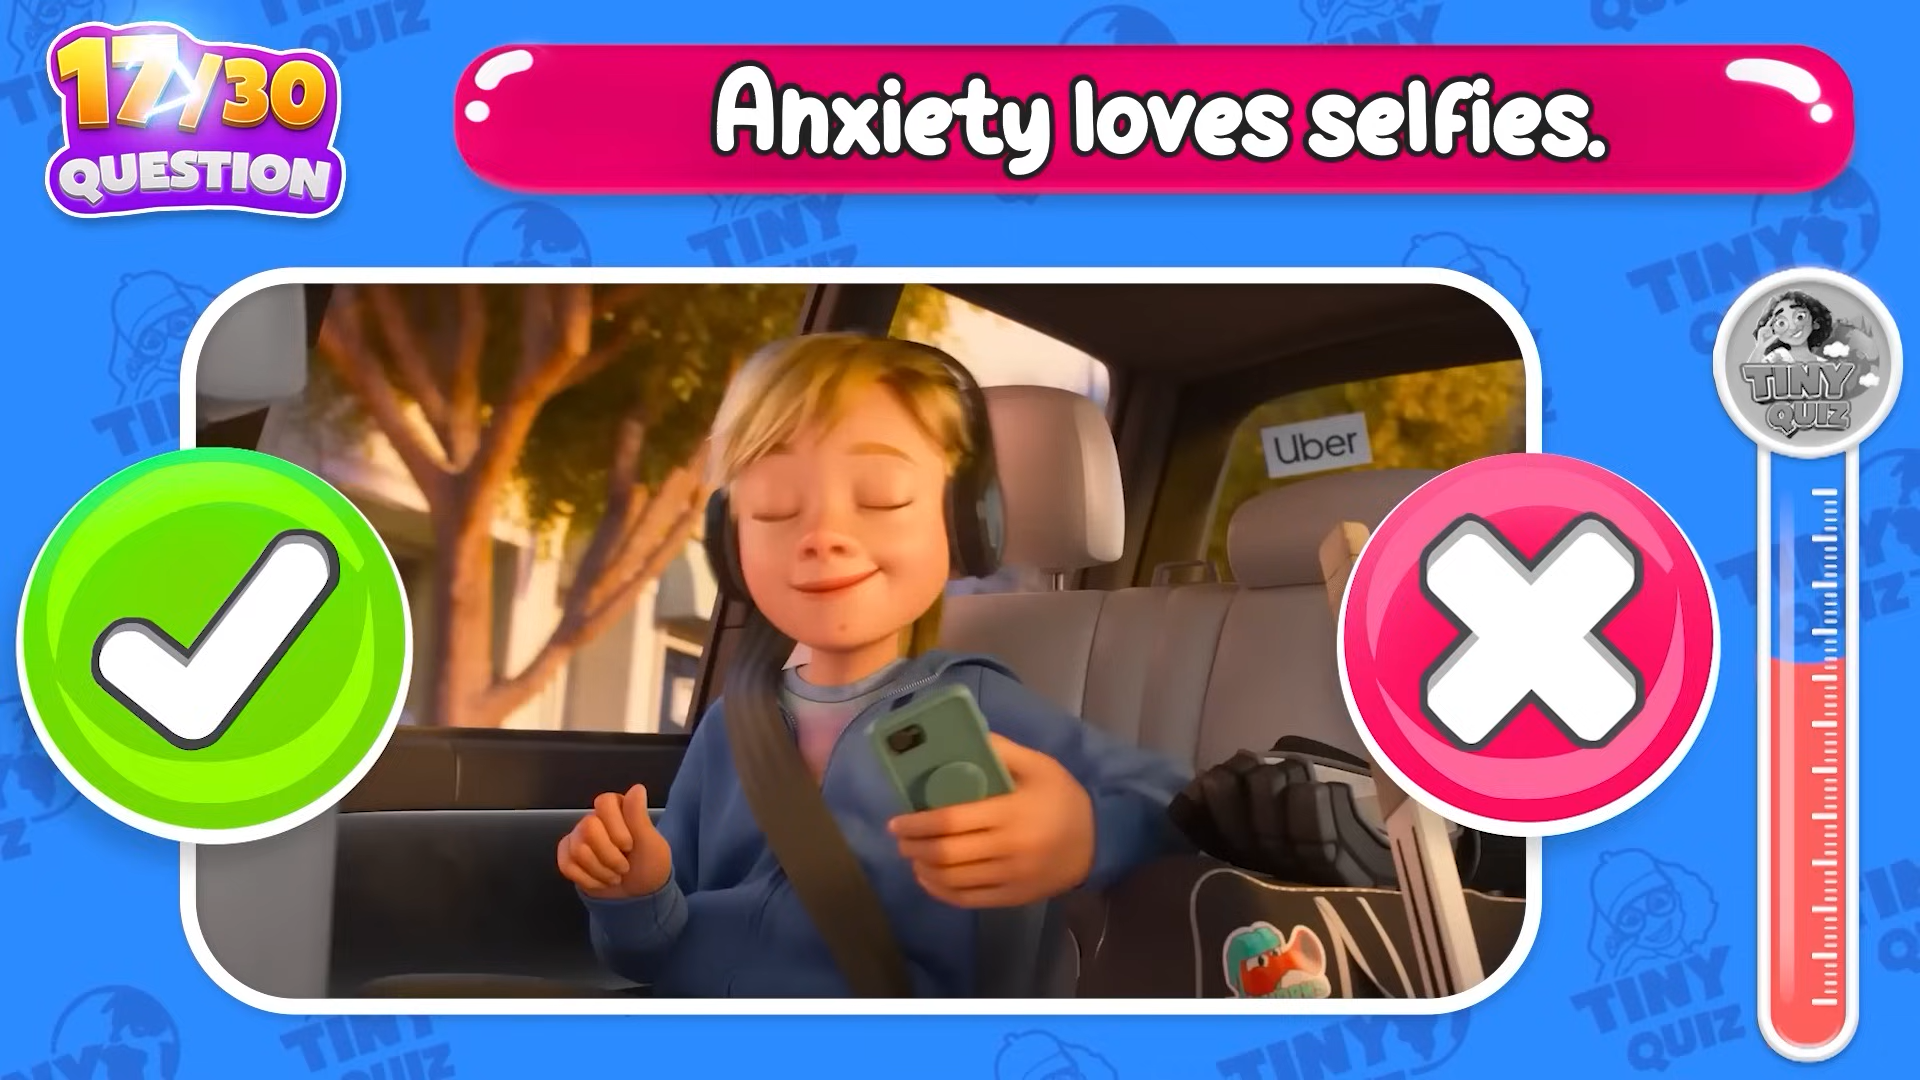 17/30
QUESTION
Anxiety loves selfies.
Uber
TINY
QUIZ